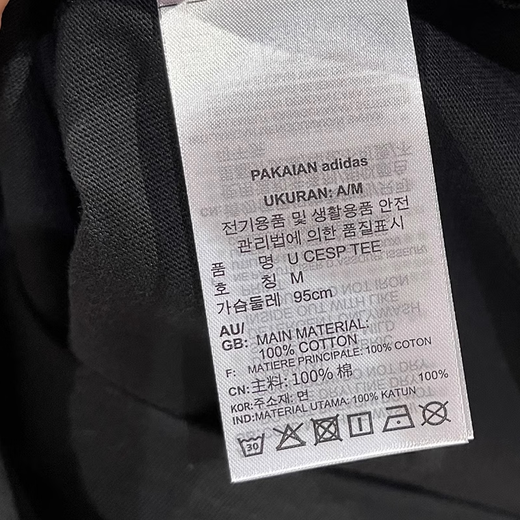 PAKAIAN adidas
UKURAN: A/M
전기용품 및 생활용품 안전
관리법에 의한 품질표시
품 명 U CESP TEE
호 칭 M
가슴둘레 95cm
AU/
GB: MAIN MATERIAL:
100% COTTON
F: MATIERE PRINCIPALE: 100% COTON
CN: 主料: 100% 棉
KOR: 주소재: 면 100%
IND: MATERIAL UTAMA: 100% KATUN
30